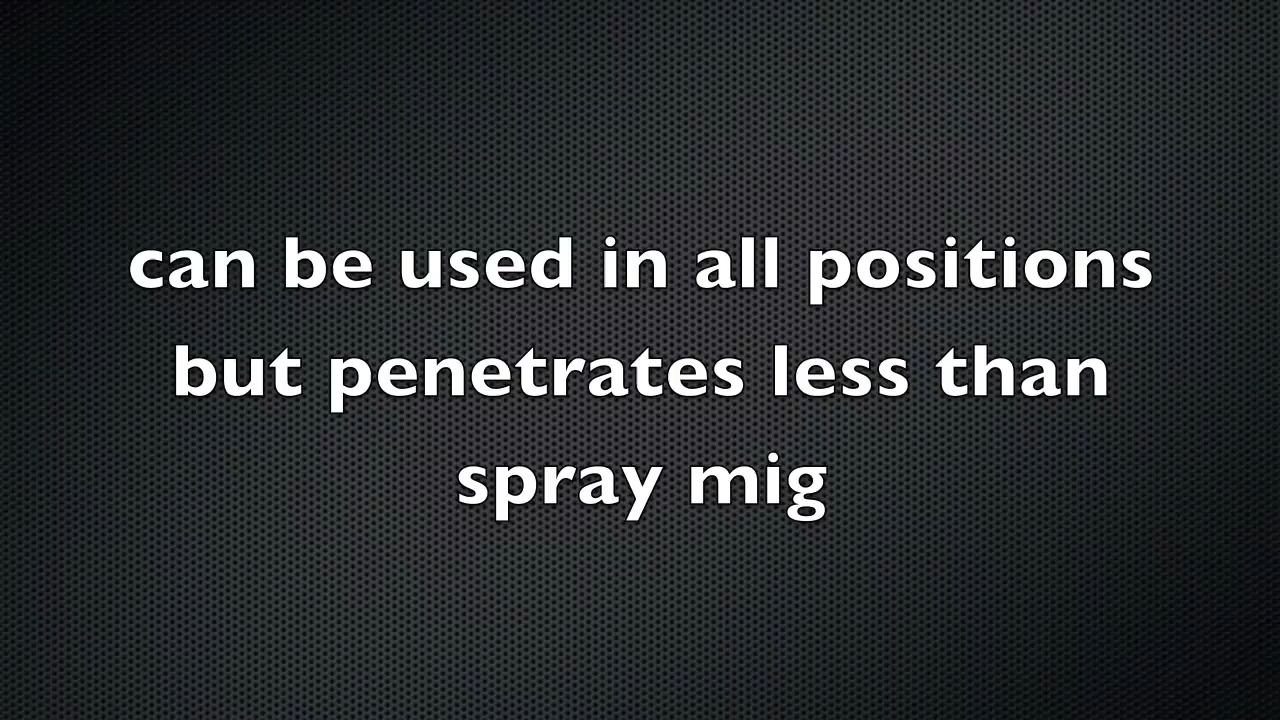 can be used in all positions
but penetrates less than
spray mig